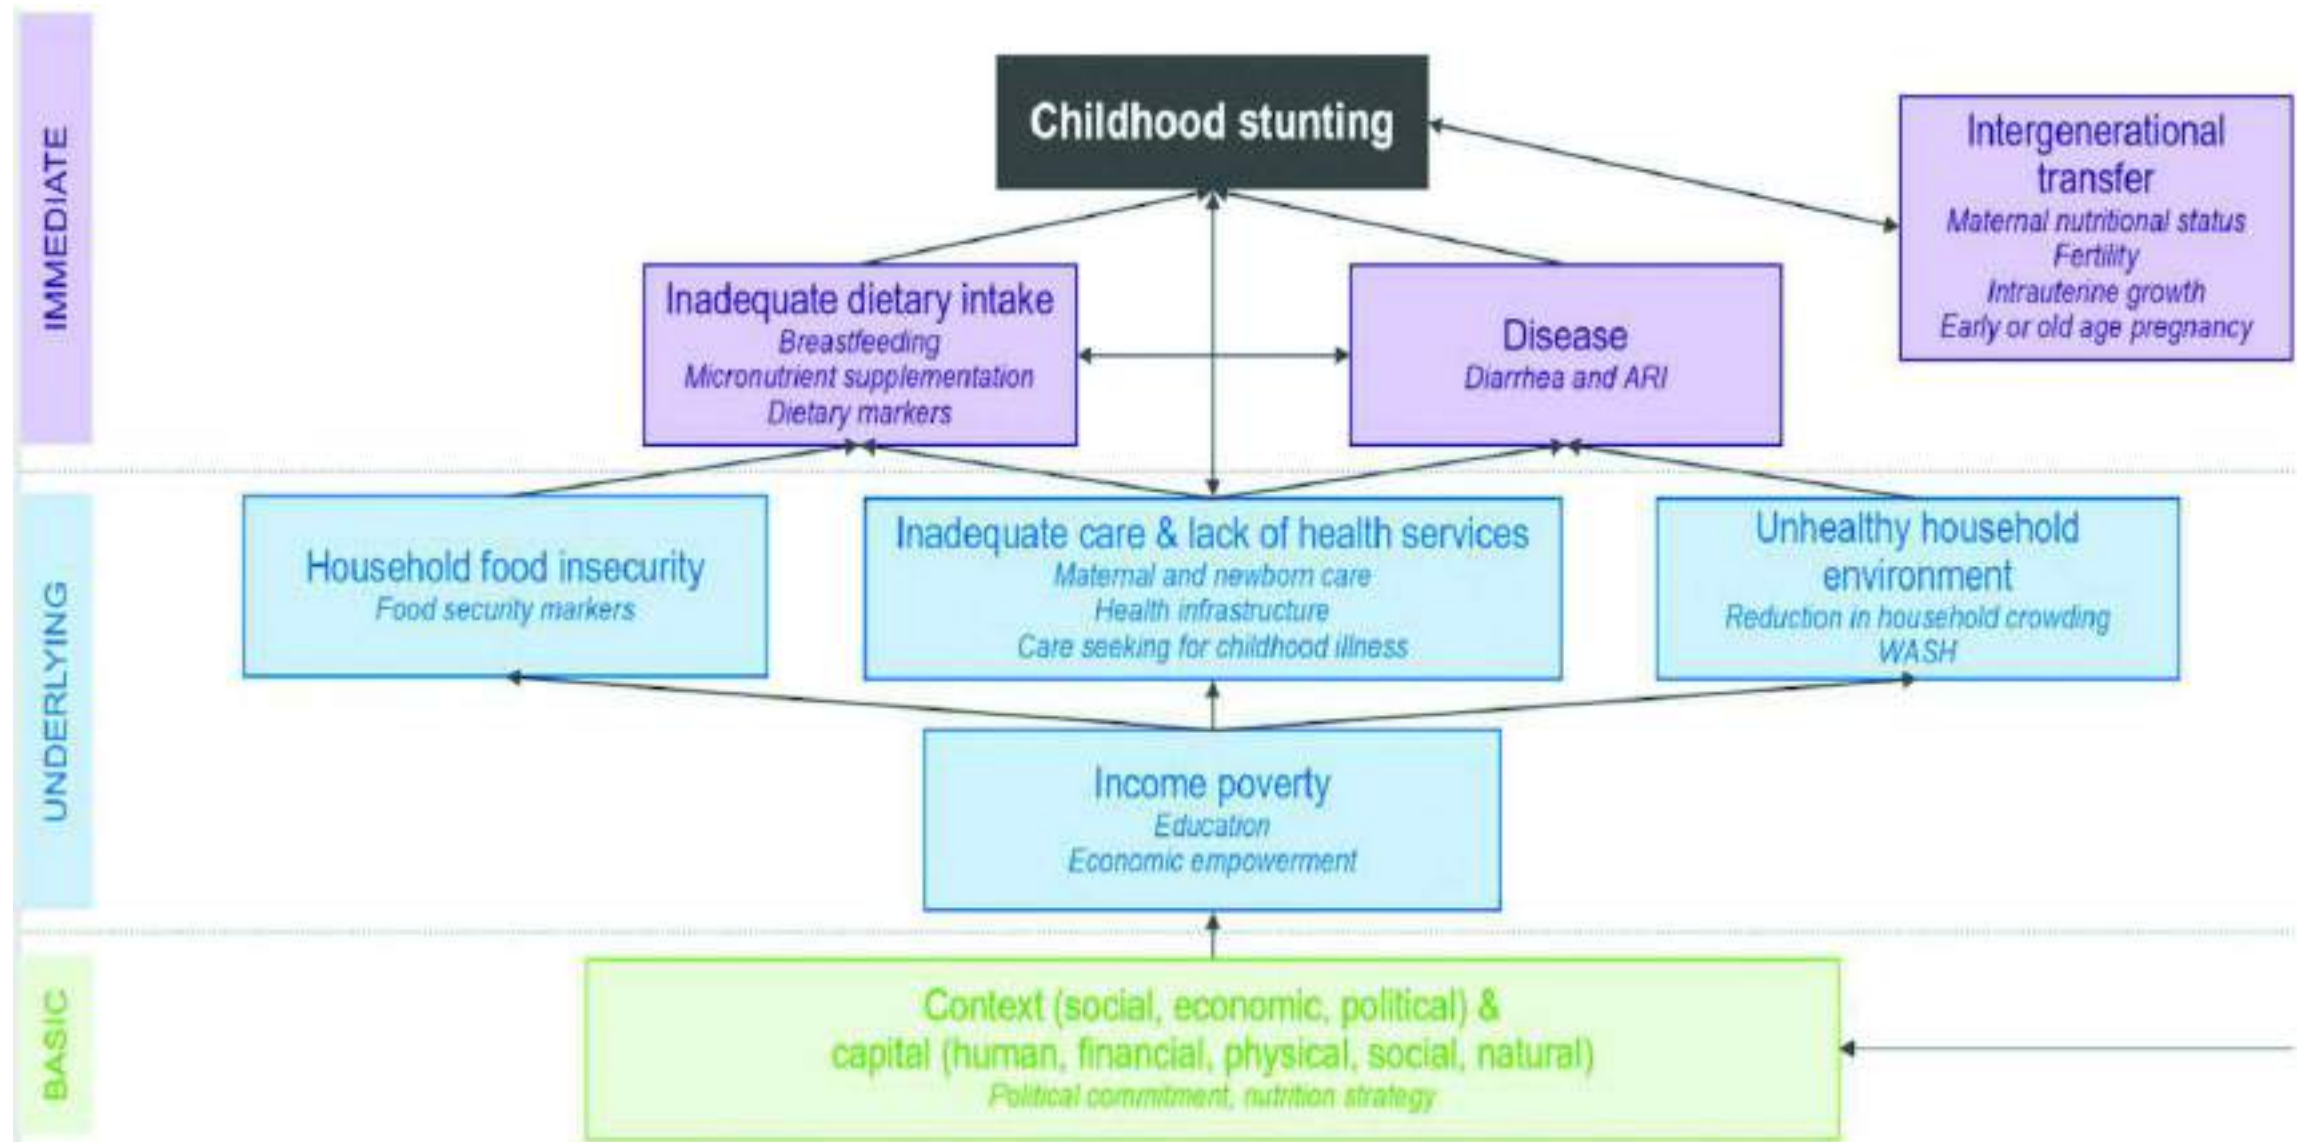 IMMEDIATE
Childhood stunting
Intergenerational
transfer
Maternal nutritional status
Fertility
Intrauterine growth
Early or old age pregnancy
Inadequate dietary intake
Breastfeeding
Micronutrient supplementation
Dietary markers
Disease
Diarrhea and ARI
UNDERLYING
Household food insecurity
Food security markers
Inadequate care & lack of health services
Maternal and newborn care
Health infrastructure
Care seeking for childhood illness
Unhealthy household
environment
Reduction in household crowding
WASH
Income poverty
Education
Economic empowerment
BASIC
Context (social, economic, political) &
capital (human, financial, physical, social, natural)
Political commitment, nutrition strategy